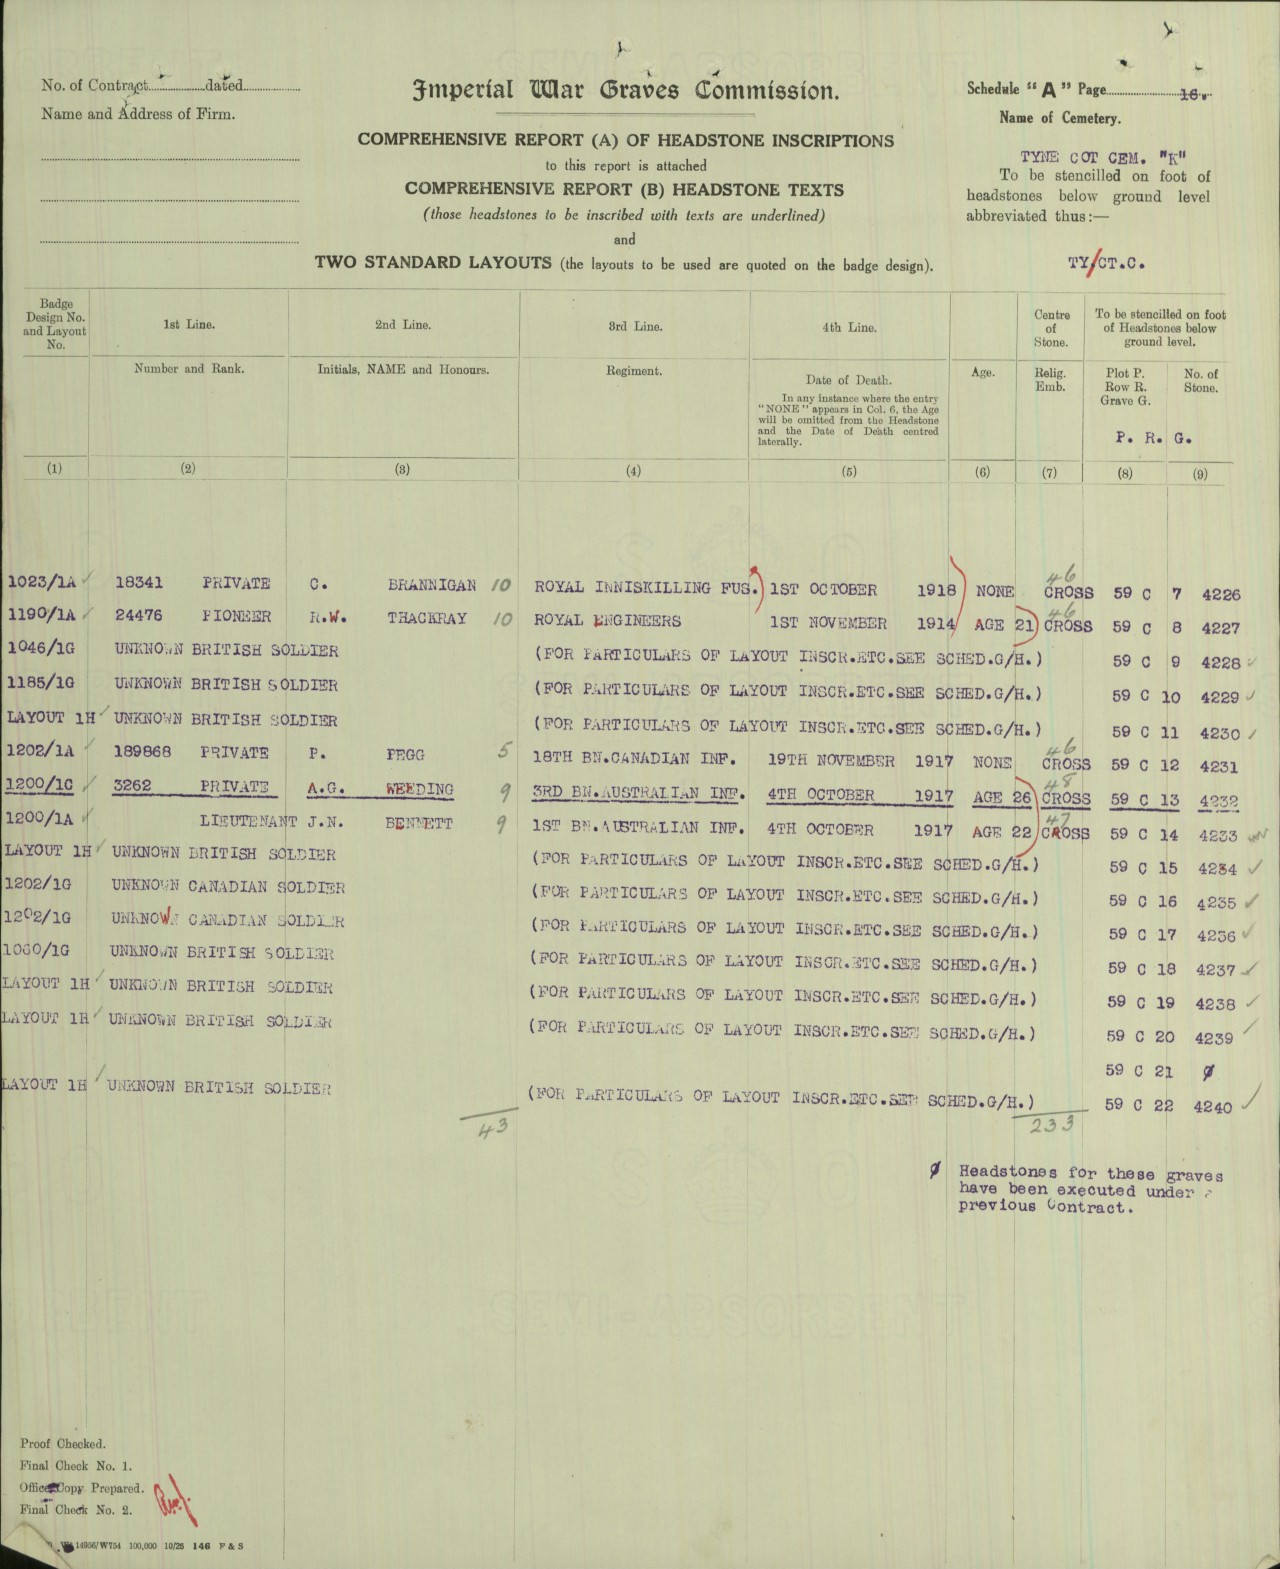 No. of Contract dated
Name and Address of Firm.
Imperial War Graves Commission.
COMPREHENSIVE REPORT (A) OF HEADSTONE INSCRIPTIONS
to this report is attached
COMPREHENSIVE REPORT (B) HEADSTONE TEXTS
(those headstones to be inscribed with texts are underlined)
and
TWO STANDARD LAYOUTS (the layouts to be used are quoted on the badge design).
Schedule "A" Page 16.
Name of Cemetery.
TYNE COT CEM. "K"
To be stencilled on foot of
headstones below ground level
abbreviated thus:—
TY/CT.C.
Badge Design No. and Layout No.
1st Line.
2nd Line.
3rd Line.
4th Line.
Centre of Stone.
To be stencilled on foot of Headstones below ground level.
Number and Rank.
Initials, NAME and Honours.
Regiment.
Date of Death.
In any instance where the entry "NONE" appears in Col. 6, the Age will be omitted from the Headstone and the Date of Death centred laterally.
Age.
Relig. Emb.
Plot P. Row R. Grave G.
No. of Stone.
P. R. G.
(1) (2) (3) (4) (5) (6) (7) (8) (9)
1023/1A 18341 PRIVATE C. BRANNIGAN 10 ROYAL INNISKILLING FUS. 1ST OCTOBER 1918 NONE 46 CROSS 59 C 7 4226
1190/1A 24476 PIONEER R.W. THACKRAY 10 ROYAL ENGINEERS 1ST NOVEMBER 1914 AGE 21 46 CROSS 59 C 8 4227
1046/1G UNKNOWN BRITISH SOLDIER (FOR PARTICULARS OF LAYOUT INSCR.ETC.SEE SCHED.G/H.) 59 C 9 4228
1185/1G UNKNOWN BRITISH SOLDIER (FOR PARTICULARS OF LAYOUT INSCR.ETC.SEE SCHED.G/H.) 59 C 10 4229
LAYOUT 1H UNKNOWN BRITISH SOLDIER (FOR PARTICULARS OF LAYOUT INSCR.ETC.SEE SCHED.G/H.) 59 C 11 4230
1202/1A 189868 PRIVATE P. PEGG 5 18TH BN.CANADIAN INF. 19TH NOVEMBER 1917 NONE 46 CROSS 59 C 12 4231
1200/1C 3262 PRIVATE A.G. WEEDING 9 3RD BN.AUSTRALIAN INF. 4TH OCTOBER 1917 AGE 26 48 CROSS 59 C 13 4232
1200/1A LIEUTENANT J.N. BENNETT 9 1ST BN.AUSTRALIAN INF. 4TH OCTOBER 1917 AGE 22 47 CROSS 59 C 14 4233
LAYOUT 1H UNKNOWN BRITISH SOLDIER (FOR PARTICULARS OF LAYOUT INSCR.ETC.SEE SCHED.G/H.) 59 C 15 4234
1202/1G UNKNOWN CANADIAN SOLDIER (FOR PARTICULARS OF LAYOUT INSCR.ETC.SEE SCHED.G/H.) 59 C 16 4235
1202/1G UNKNOWN CANADIAN SOLDIER (FOR PARTICULARS OF LAYOUT INSCR.ETC.SEE SCHED.G/H.) 59 C 17 4236
1060/1G UNKNOWN BRITISH SOLDIER (FOR PARTICULARS OF LAYOUT INSCR.ETC.SEE SCHED.G/H.) 59 C 18 4237
LAYOUT 1H UNKNOWN BRITISH SOLDIER (FOR PARTICULARS OF LAYOUT INSCR.ETC.SEE SCHED.G/H.) 59 C 19 4238
LAYOUT 1H UNKNOWN BRITISH SOLDIER (FOR PARTICULARS OF LAYOUT INSCR.ETC.SEE SCHED.G/H.) 59 C 20 4239
59 C 21 ∅
LAYOUT 1H UNKNOWN BRITISH SOLDIER (FOR PARTICULARS OF LAYOUT INSCR.ETC.SEE SCHED.G/H.) 59 C 22 4240
43 233
∅ Headstones for these graves
have been executed under
previous Contract.
Proof Checked.
Final Check No. 1.
Office Copy Prepared.
Final Check No. 2.
14956/W754 100,000 10/25 146 F & S